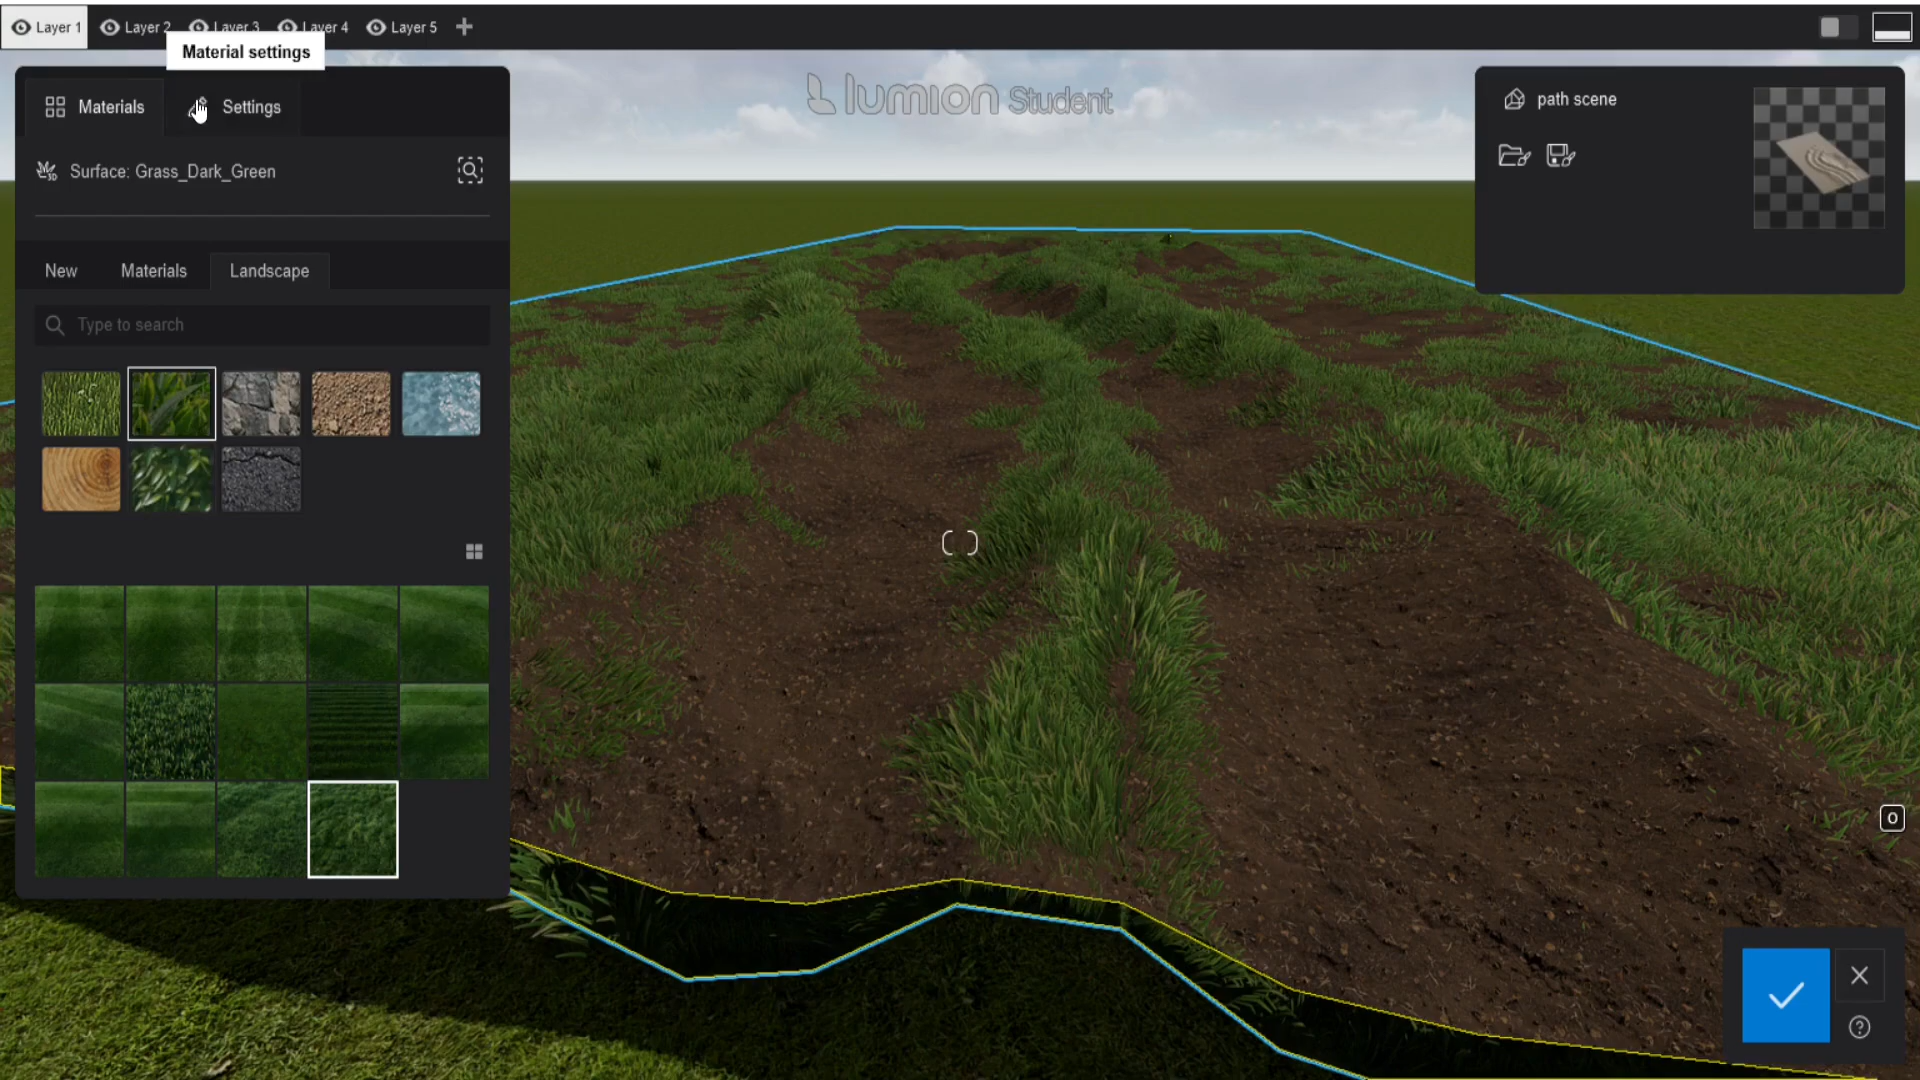 Layer 1
Layer 2
Layer 3
Layer 4
Layer 5
Material settings
Materials
Settings
lumion Student
path scene
3D
Surface: Grass_Dark_Green
New
Materials
Landscape
Type to search
O